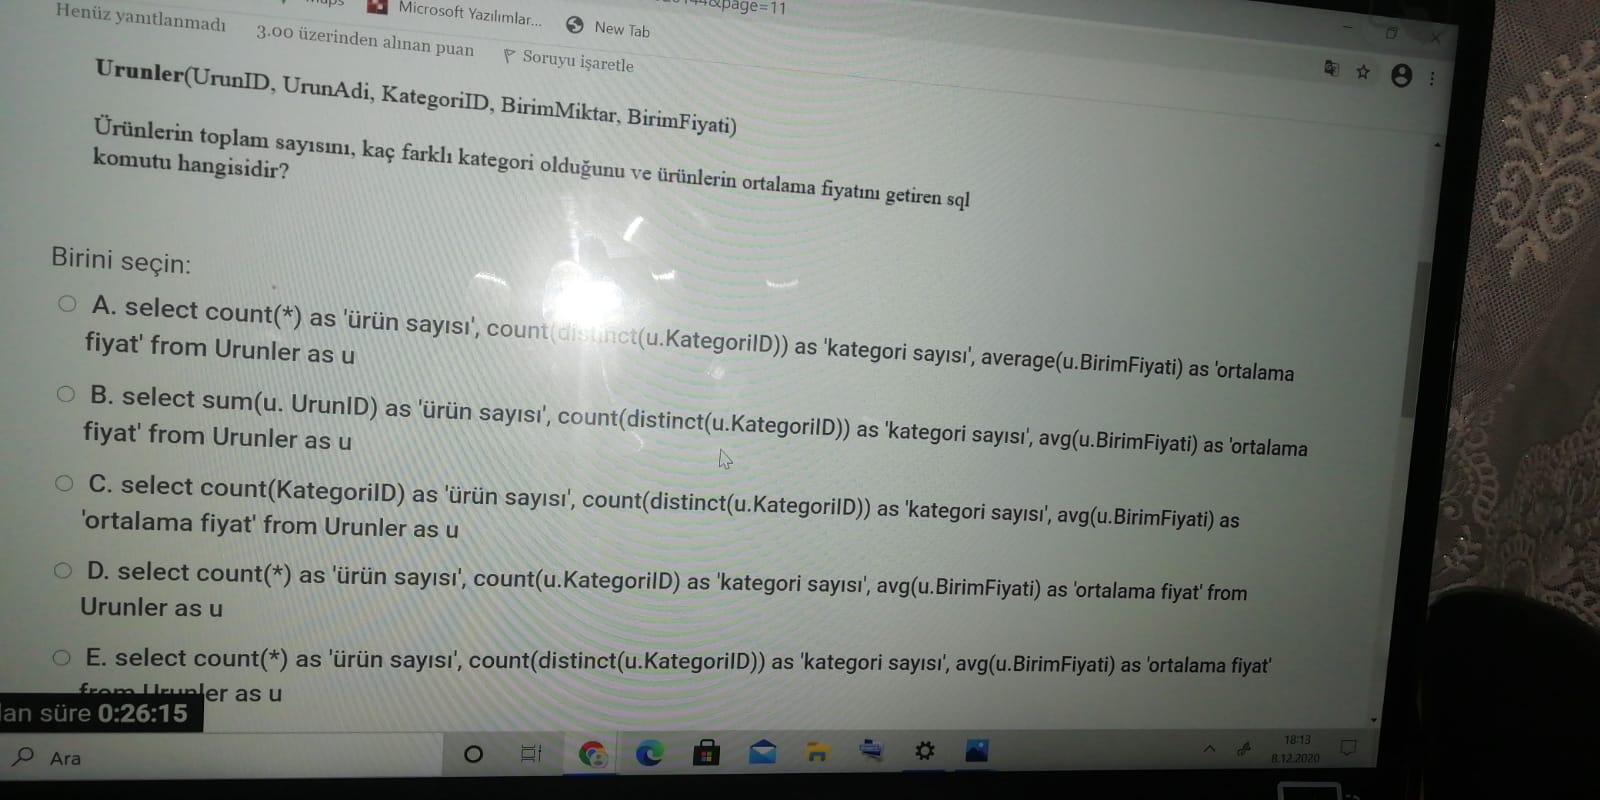 page=11
Microsoft Yazılımlar...
New Tab
Henüz yanıtlanmadı
3.00 üzerinden alınan puan
Soruyu işaretle
Urunler(UrunID, UrunAdi, KategoriID, BirimMiktar, BirimFiyati)
Ürünlerin toplam sayısını, kaç farklı kategori olduğunu ve ürünlerin ortalama fiyatını getiren sql
komutu hangisidir?
Birini seçin:
A. select count(*) as 'ürün sayısı', count(distinct(u.KategoriID)) as 'kategori sayısı', average(u.BirimFiyati) as 'ortalama
fiyat' from Urunler as u
B. select sum(u. UrunID) as 'ürün sayısı', count(distinct(u.KategoriID)) as 'kategori sayısı', avg(u.BirimFiyati) as 'ortalama
fiyat' from Urunler as u
C. select count(KategoriID) as 'ürün sayısı', count(distinct(u.KategoriID)) as 'kategori sayısı', avg(u.BirimFiyati) as
'ortalama fiyat' from Urunler as u
D. select count(*) as 'ürün sayısı', count(u.KategoriID) as 'kategori sayısı', avg(u.BirimFiyati) as 'ortalama fiyat' from
Urunler as u
E. select count(*) as 'ürün sayısı', count(distinct(u.KategoriID)) as 'kategori sayısı', avg(u.BirimFiyati) as 'ortalama fiyat'
from Urunler as u
süre 0:26:15
Ara
18:13
8.12.2020